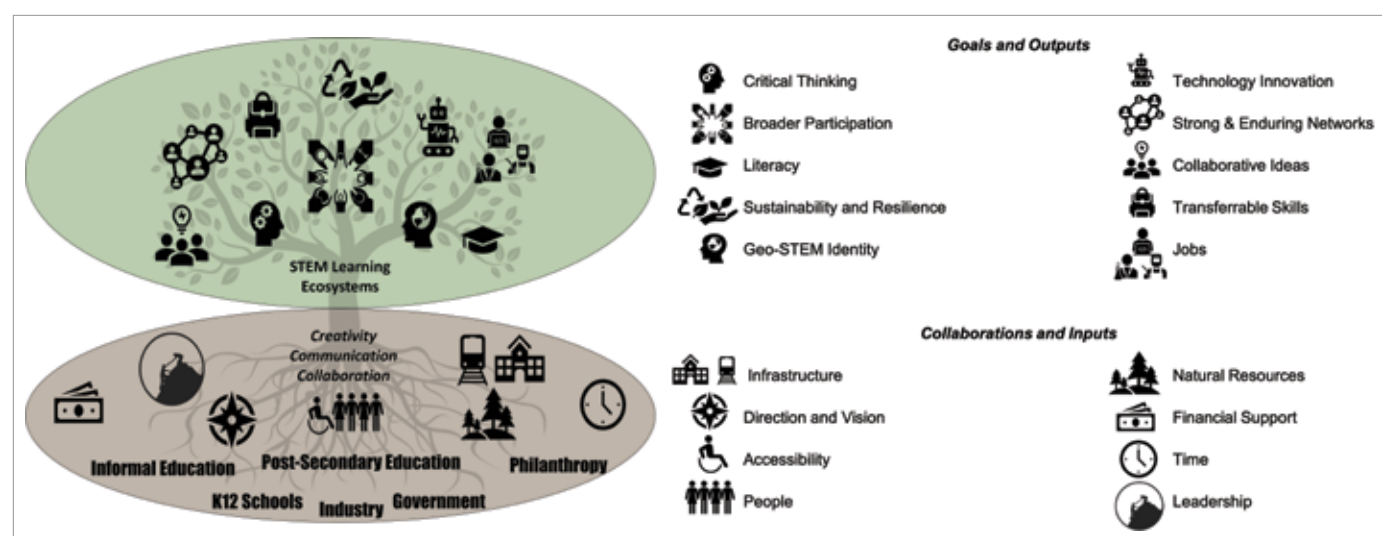 STEM Learning
Ecosystems
Creativity
Communication
Collaboration
Informal Education
Post-Secondary Education
Philanthropy
K12 Schools
Industry
Government
Goals and Outputs
Critical Thinking
Broader Participation
Literacy
Sustainability and Resilience
Geo-STEM Identity
Technology Innovation
Strong & Enduring Networks
Collaborative Ideas
Transferrable Skills
Jobs
Collaborations and Inputs
Infrastructure
Direction and Vision
Accessibility
People
Natural Resources
Financial Support
Time
Leadership